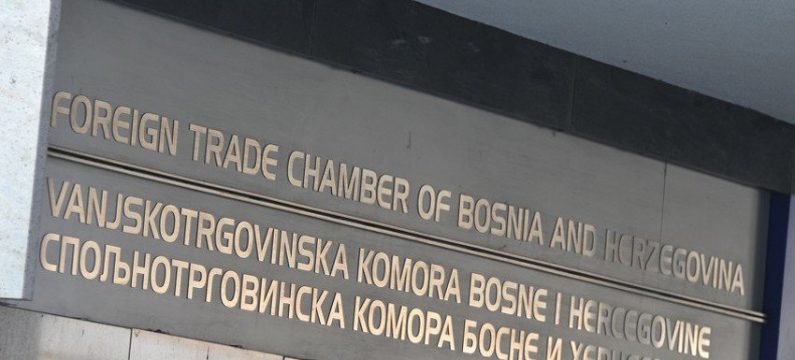 FOREIGN TRADE CHAMBER OF BOSNIA AND HERZEGOVINA
VANJSKOTRGOVINSKA KOMORA BOSNE I HERCEGOVINE
СПОЉНОТРГОВИНСКА КОМОРА БОСНЕ И